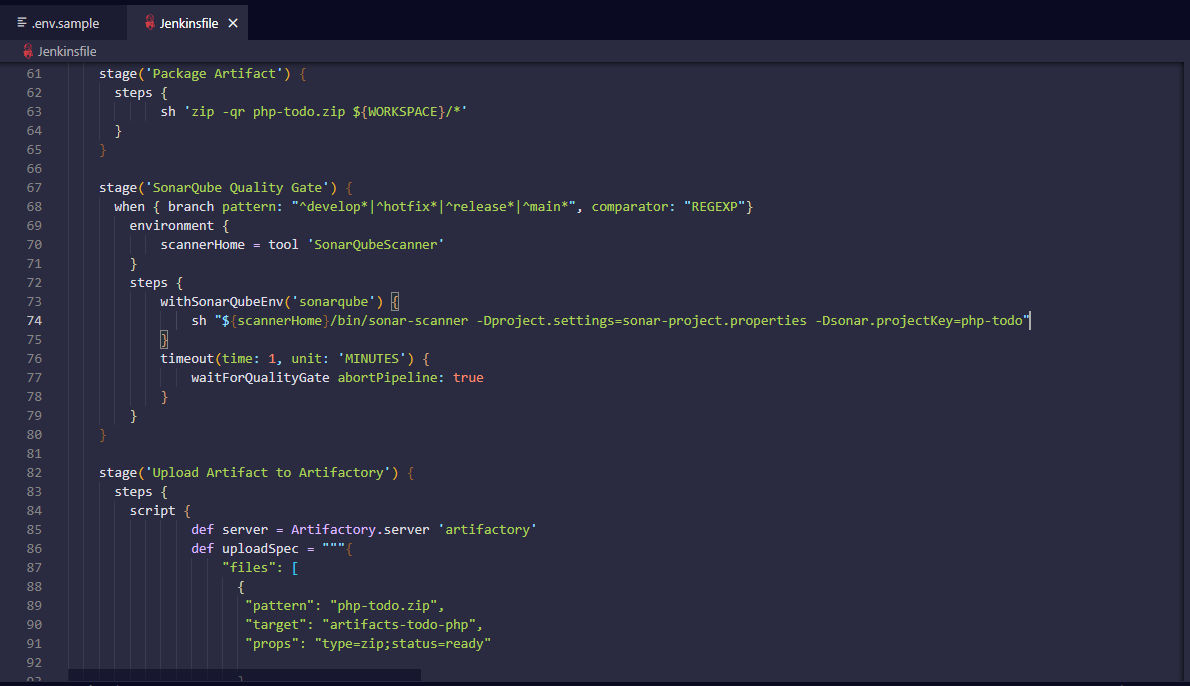 .env.sample Jenkinsfile
Jenkinsfile
61 stage('Package Artifact') {
62 steps {
63 sh 'zip -qr php-todo.zip ${WORKSPACE}/*'
64 }
65 }
66
67 stage('SonarQube Quality Gate') {
68 when { branch pattern: "^develop*|^hotfix*|^release*|^main*", comparator: "REGEXP"}
69 environment {
70 scannerHome = tool 'SonarQubeScanner'
71 }
72 steps {
73 withSonarQubeEnv('sonarqube') {
74 sh "${scannerHome}/bin/sonar-scanner -Dproject.settings=sonar-project.properties -Dsonar.projectKey=php-todo"
75 }
76 timeout(time: 1, unit: 'MINUTES') {
77 waitForQualityGate abortPipeline: true
78 }
79 }
80 }
81
82 stage('Upload Artifact to Artifactory') {
83 steps {
84 script {
85 def server = Artifactory.server 'artifactory'
86 def uploadSpec = """{
87 "files": [
88 {
89 "pattern": "php-todo.zip",
90 "target": "artifacts-todo-php",
91 "props": "type=zip;status=ready"
92